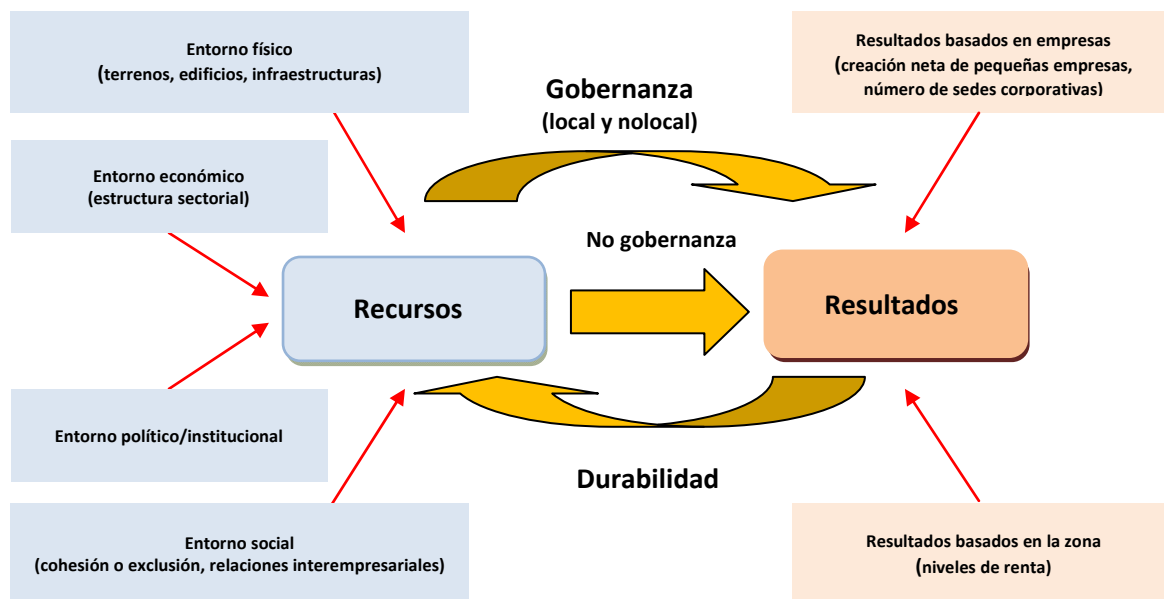 Entorno físico
(terrenos, edificios, infraestructuras)
Entorno económico
(estructura sectorial)
Entorno político/institucional
Entorno social
(cohesión o exclusión, relaciones interempresariales)
Recursos
Gobernanza
(local y nolocal)
No gobernanza
Durabilidad
Resultados
Resultados basados en empresas
(creación neta de pequeñas empresas,
número de sedes corporativas)
Resultados basados en la zona
(niveles de renta)